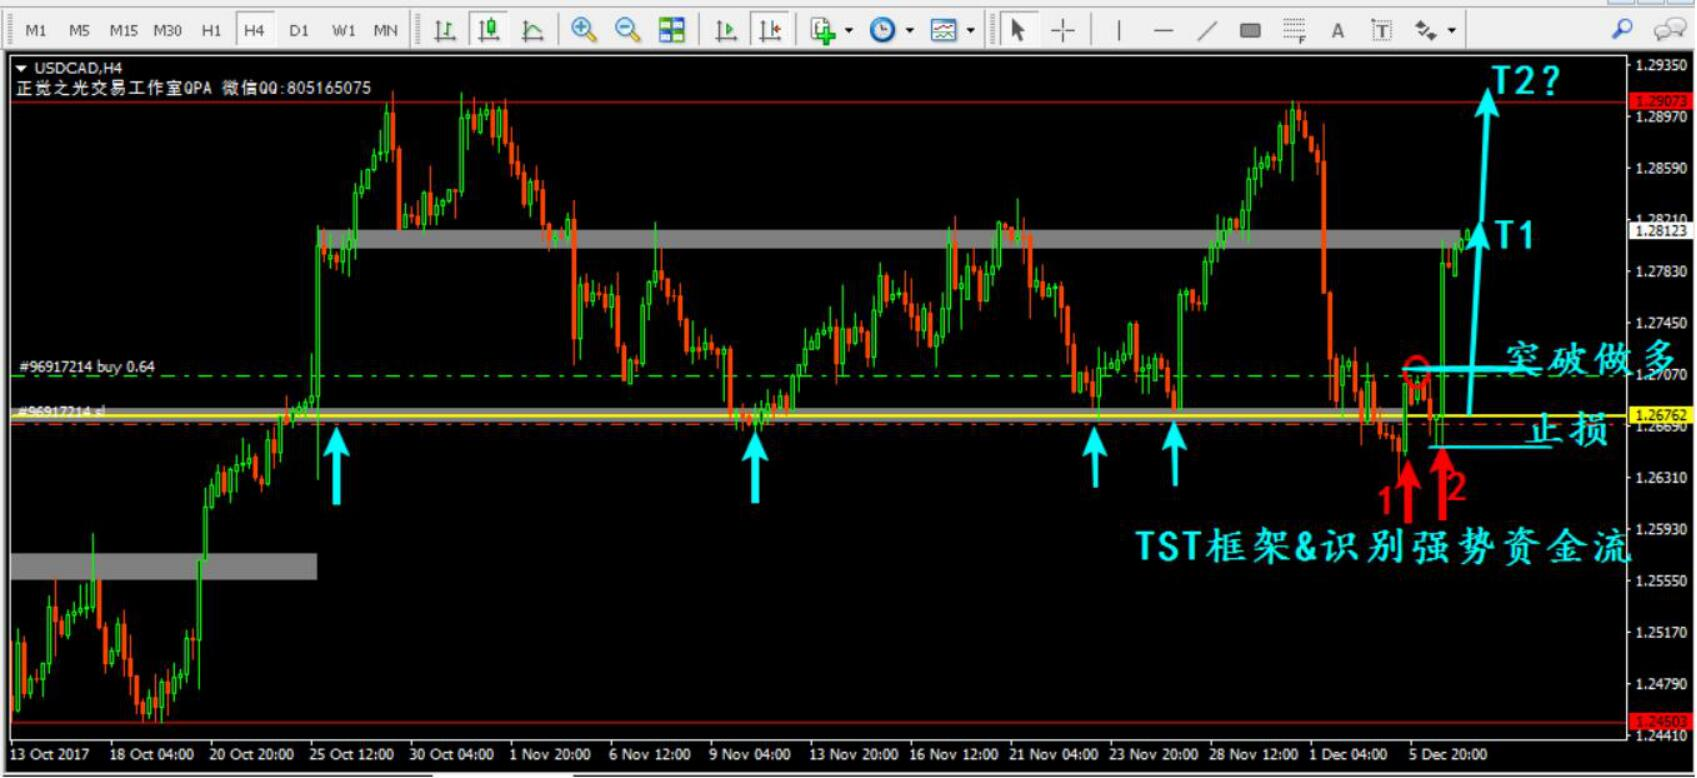 M1 M5 M15 M30 H1 H4 D1 W1 MN
USDCAD,H4
正觉之光交易工作室QPA 微信QQ:805165075
T2?
T1
#96917214 buy 0.64
突破做多
#96917214 sl
止损
1
2
TST框架&识别强势资金流
1.29350
1.29073
1.28970
1.28590
1.28210
1.28123
1.27830
1.27450
1.27070
1.26762
1.26690
1.26310
1.25930
1.25550
1.25170
1.24790
1.24503
1.24410
13 Oct 2017 18 Oct 04:00 20 Oct 20:00 25 Oct 12:00 30 Oct 04:00 1 Nov 20:00 6 Nov 12:00 9 Nov 04:00 13 Nov 20:00 16 Nov 12:00 21 Nov 04:00 23 Nov 20:00 28 Nov 12:00 1 Dec 04:00 5 Dec 20:00